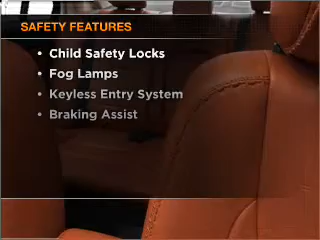 SAFETY FEATURES
• Child Safety Locks
• Fog Lamps
• Keyless Entry System
• Braking Assist